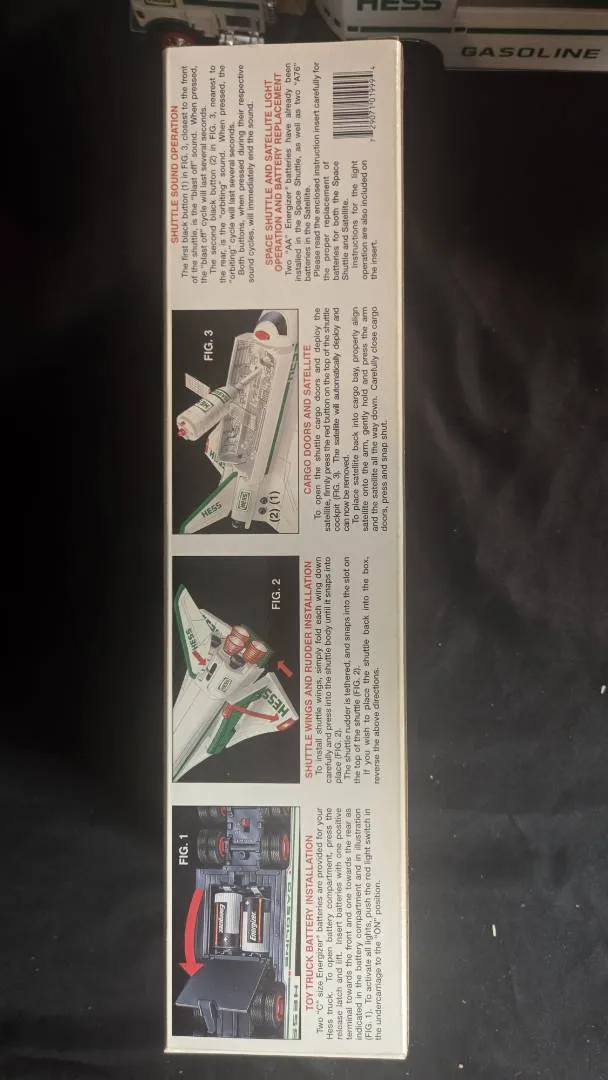 HESS
GASOLINE
FIG. 1
TOY TRUCK BATTERY INSTALLATION
Two "C" size Energizer® batteries are provided for your
Hess truck. To open battery compartment, press the
release latch and lift. Insert batteries with one positive
terminal towards the front and one towards the rear as
indicated in the battery compartment and in illustration
(FIG. 1). To activate all lights, push the red light switch in
the undercarriage to the "ON" position.
FIG. 2
HESS
HESS
SHUTTLE WINGS AND RUDDER INSTALLATION
To install shuttle wings, simply fold each wing down
carefully and press into the shuttle body until it snaps into
place (FIG. 2).
The shuttle rudder is tethered, and snaps into the slot on
the top of the shuttle (FIG. 2).
If you wish to place the shuttle back into the box,
reverse the above directions.
FIG. 3
HESS
(2) (1)
CARGO DOORS AND SATELLITE
To open the shuttle cargo doors and deploy the
satellite, firmly press the red button on the top of the shuttle
cockpit (FIG. 3). The satellite will automatically deploy and
can now be removed.
To place satellite back into cargo bay, properly align
satellite onto the arm, gently hold and press the arm
and the satellite all the way down. Carefully close cargo
doors, press and snap shut.
SHUTTLE SOUND OPERATION
The first black button (1) in FIG. 3, closest to the front
of the shuttle, is the "blast off" sound. When pressed,
the "blast off" cycle will last several seconds.
The second black button (2) in FIG. 3, nearest to
the rear, is the "orbiting" sound. When pressed, the
"orbiting" cycle will last several seconds.
Both buttons, when pressed during their respective
sound cycles, will immediately end the sound.
SPACE SHUTTLE AND SATELLITE LIGHT
OPERATION AND BATTERY REPLACEMENT
Two "AA" Energizer® batteries have already been
installed in the Space Shuttle, as well as two "A76"
batteries in the Satellite.
Please read the enclosed instruction insert carefully for
the proper replacement of
batteries for both the Space
Shuttle and Satellite.
Instructions for the light
operation are also included on
the insert.